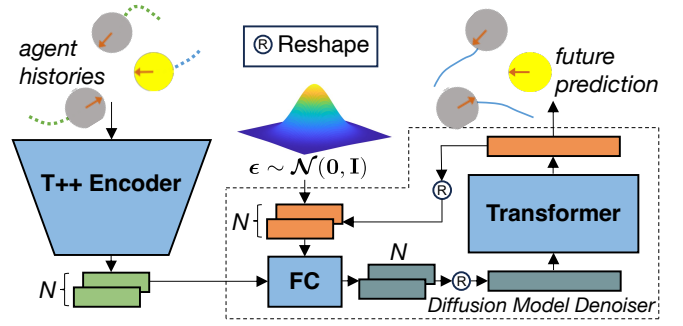 agent
histories
Ⓡ Reshape
future
prediction
T++ Encoder
ϵ ∼ 𝒩(0, I)
Ⓡ
Transformer
N
FC
N
Ⓡ
N
Diffusion Model Denoiser